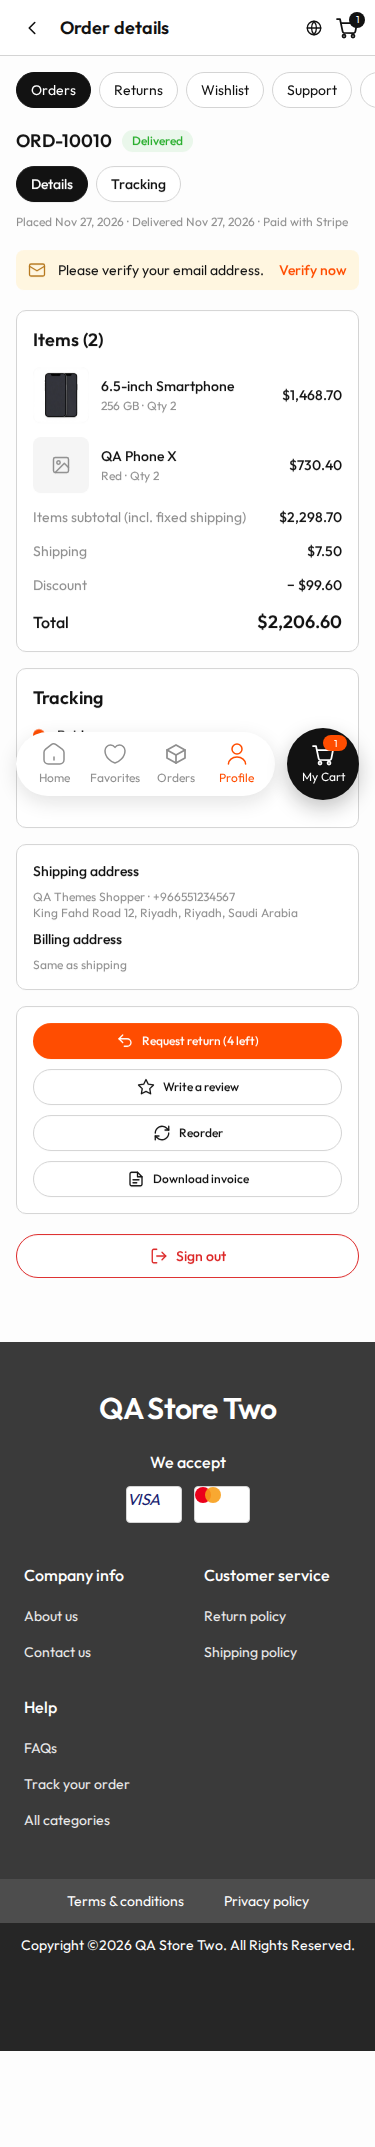 Order details
1
Orders
Returns
Wishlist
Support
ORD-10010
Delivered
Details
Tracking
Placed Nov 27, 2026 · Delivered Nov 27, 2026 · Paid with Stripe
Please verify your email address.
Verify now
Items (2)
6.5-inch Smartphone
256 GB · Qty 2
$1,468.70
QA Phone X
Red · Qty 2
$730.40
Items subtotal (incl. fixed shipping)
$2,298.70
Shipping
$7.50
Discount
− $99.60
Total
$2,206.60
Tracking
Home
Favorites
Orders
Profile
1
My Cart
Shipping address
QA Themes Shopper · +966551234567
King Fahd Road 12, Riyadh, Riyadh, Saudi Arabia
Billing address
Same as shipping
Request return (4 left)
Write a review
Reorder
Download invoice
Sign out
QA Store Two
We accept
VISA
Company info
Customer service
About us
Return policy
Contact us
Shipping policy
Help
FAQs
Track your order
All categories
Terms & conditions
Privacy policy
Copyright ©2026 QA Store Two. All Rights Reserved.